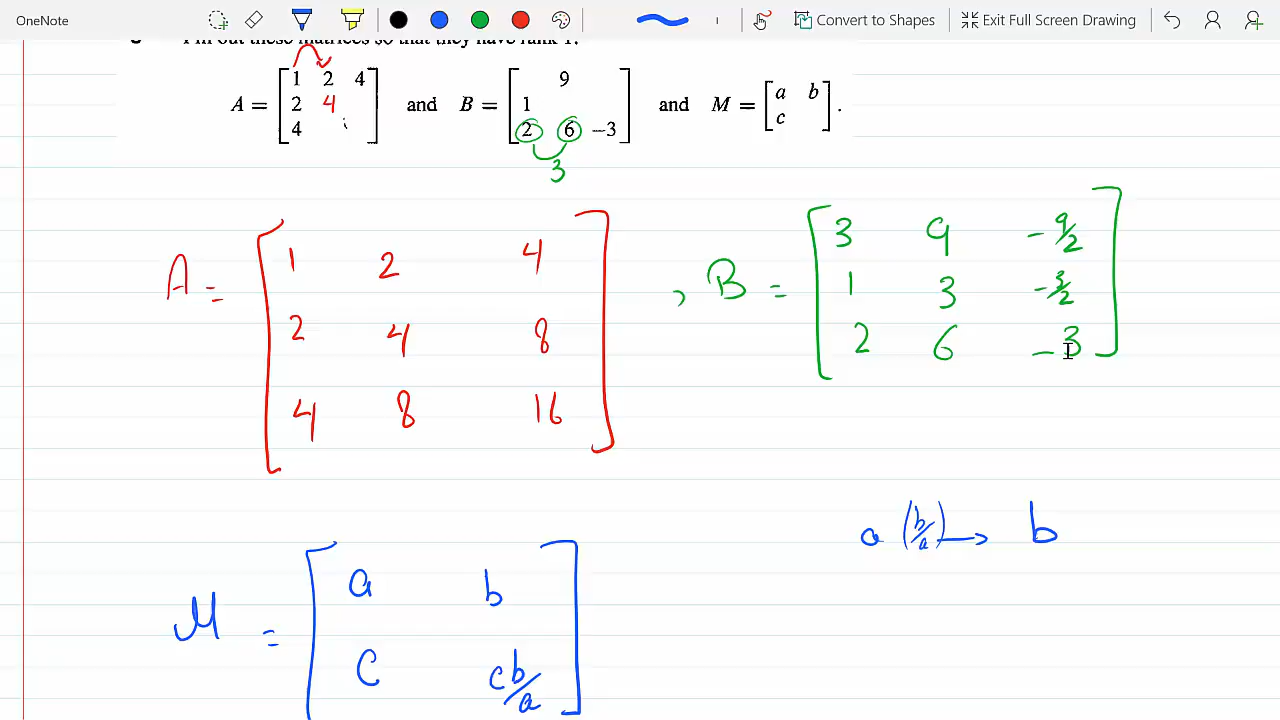 OneNote Convert to Shapes Exit Full Screen Drawing
Fill out these matrices so that they have rank 1:
A = [ 1 2 4 and B = [ 9 and M = [ a b ] .
2 4 1 c
4 2 6 −3 ]
3
A = [ 1 2 4
2 4 8
4 8 16 ]
, B = [ 3 9 -9/2
1 3 -3/2
2 6 -3 ]
a (b/a) → b
M = [ a b
c cb/a ]